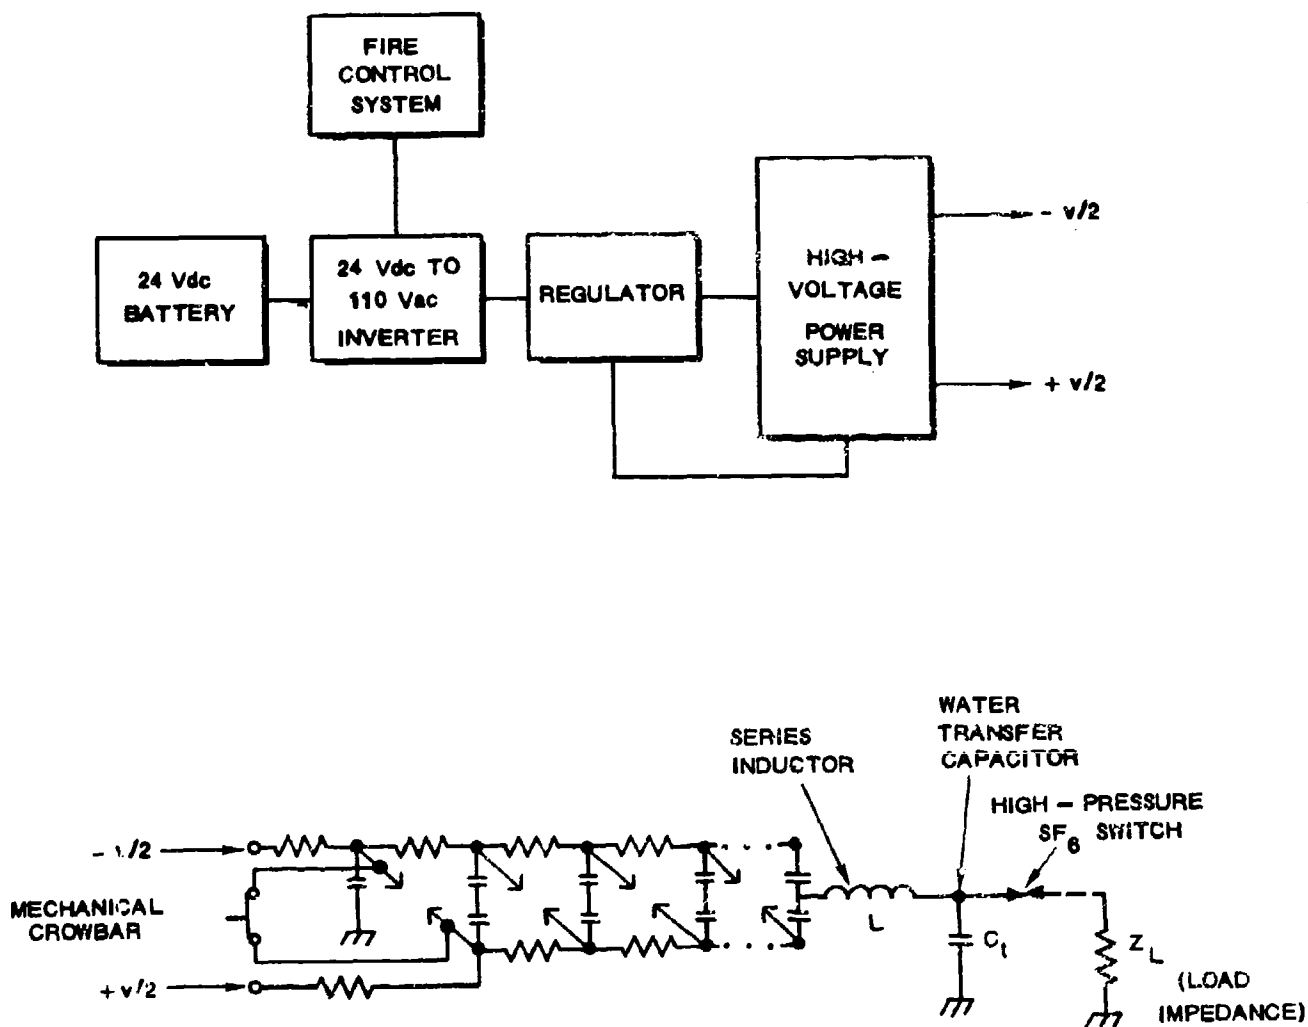 FIRE
CONTROL
SYSTEM
24 Vdc
BATTERY
24 Vdc TO
110 Vac
INVERTER
REGULATOR
HIGH –
VOLTAGE
POWER
SUPPLY
– v/2
+ v/2
SERIES
INDUCTOR
WATER
TRANSFER
CAPACITOR
HIGH – PRESSURE
SF6 SWITCH
– v/2
MECHANICAL
CROWBAR
+ v/2
L
Ct
ZL
(LOAD
IMPEDANCE)